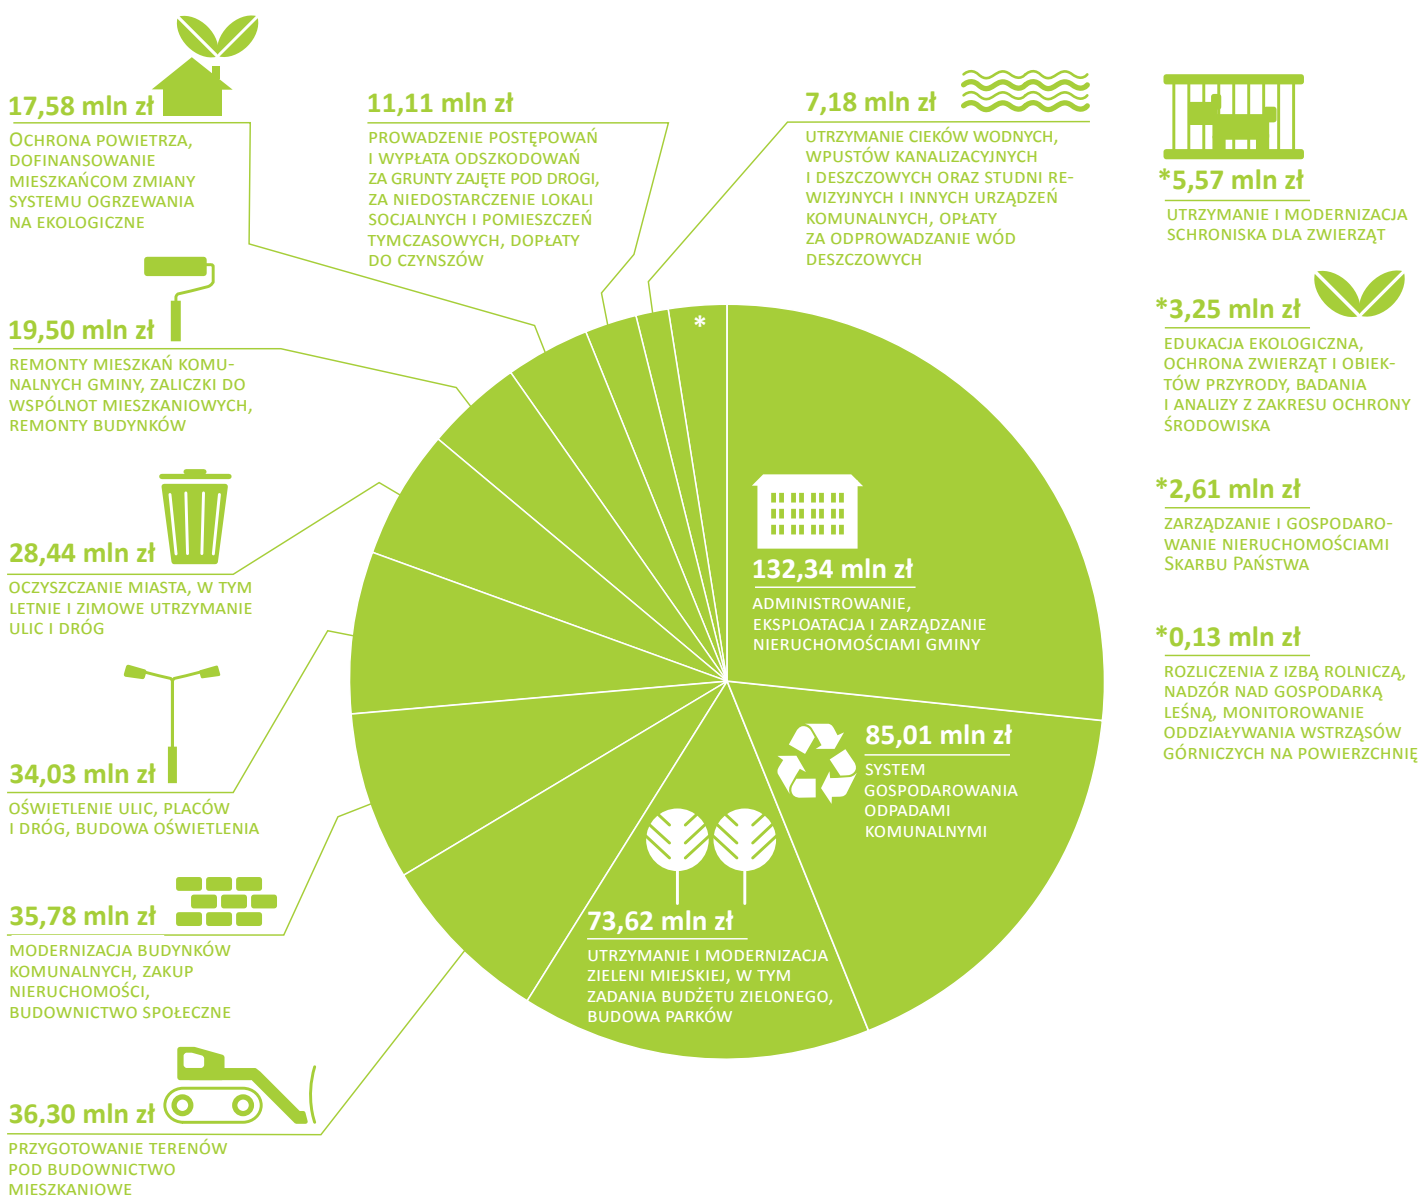 17,58 mln zł
Ochrona powietrza,
dofinansowanie
mieszkańcom zmiany
systemu ogrzewania
na ekologiczne
19,50 mln zł
remonty mieszkań komu-
nalnych gminy, zaliczki do
wspólnot mieszkaniowych,
remonty budynków
28,44 mln zł
oczyszczanie miasta, w tym
letnie i zimowe utrzymanie
ulic i dróg
34,03 mln zł
oświetlenie ulic, placów
i dróg, budowa oświetlenia
35,78 mln zł
modernizacja budynków
komunalnych, zakup
nieruchomości,
budownictwo społeczne
36,30 mln zł
przygotowanie terenów
pod budownictwo
mieszkaniowe
11,11 mln zł
prowadzenie postępowań
i wypłata odszkodowań
za grunty zajęte pod drogi,
za niedostarczenie lokali
socjalnych i pomieszczeń
tymczasowych, dopłaty
do czynszów
7,18 mln zł
utrzymanie cieków wodnych,
wpustów kanalizacyjnych
i deszczowych oraz studni re-
wizyjnych i innych urządzeń
komunalnych, opłaty
za odprowadzanie wód
deszczowych
*
132,34 mln zł
administrowanie,
eksploatacja i zarządzanie
nieruchomościami gminy
85,01 mln zł
system
gospodarowania
odpadami
komunalnymi
73,62 mln zł
utrzymanie i modernizacja
zieleni miejskiej, w tym
zadania budżetu zielonego,
budowa parków
*5,57 mln zł
utrzymanie i modernizacja
schroniska dla zwierząt
*3,25 mln zł
edukacja ekologiczna,
ochrona zwierząt i obiek-
tów przyrody, badania
i analizy z zakresu ochrony
środowiska
*2,61 mln zł
zarządzanie i gospodaro-
wanie nieruchomościami
Skarbu Państwa
*0,13 mln zł
rozliczenia z izbą rolniczą,
nadzór nad gospodarką
leśną, monitorowanie
oddziaływania wstrząsów
górniczych na powierzchnię